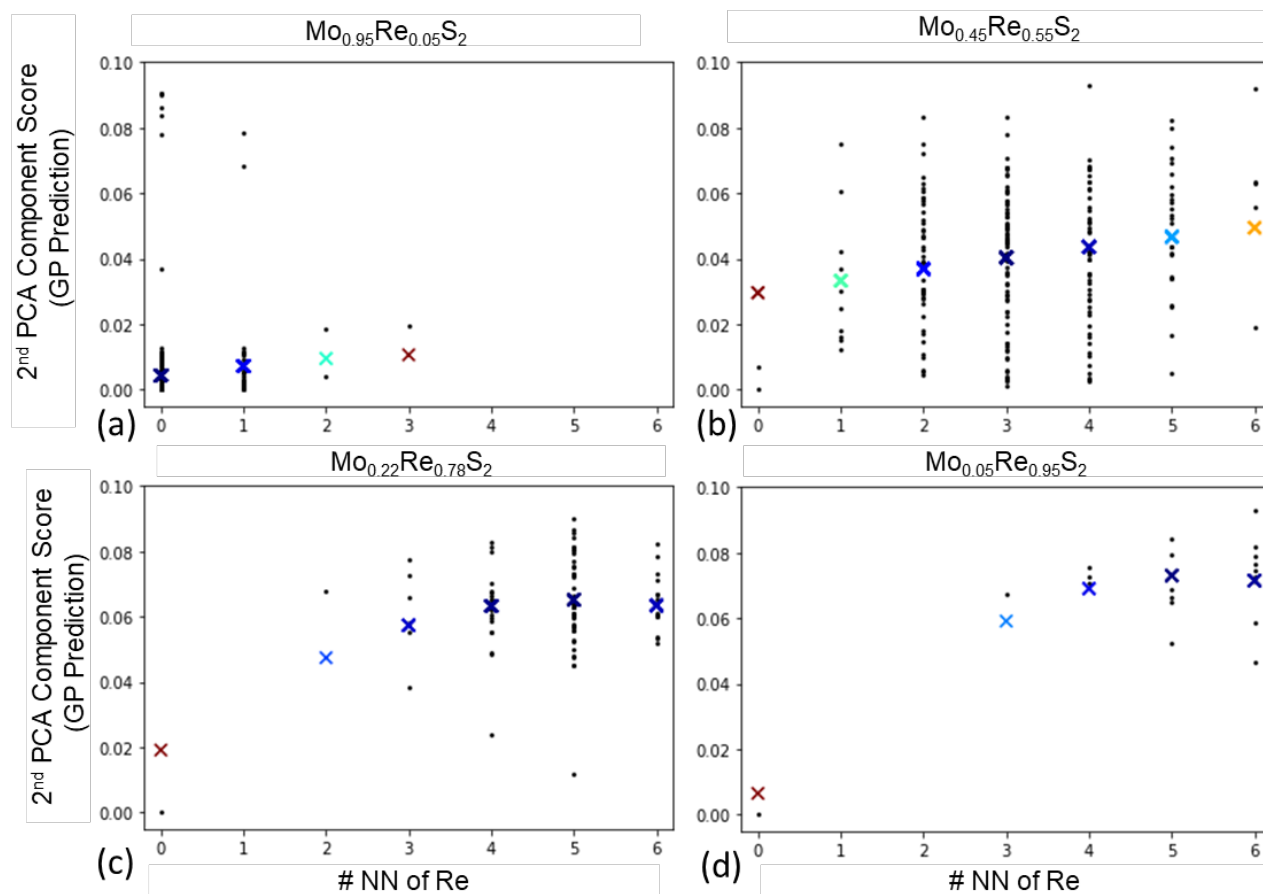 Mo0.95Re0.05S2
Mo0.45Re0.55S2
2nd PCA Component Score
(GP Prediction)
0.10
0.08
0.06
0.04
0.02
0.00
0 1 2 3 4 5 6
(a)
0.10
0.08
0.06
0.04
0.02
0.00
0 1 2 3 4 5 6
(b)
Mo0.22Re0.78S2
Mo0.05Re0.95S2
2nd PCA Component Score
(GP Prediction)
0.10
0.08
0.06
0.04
0.02
0.00
0 1 2 3 4 5 6
(c)
# NN of Re
0.10
0.08
0.06
0.04
0.02
0.00
0 1 2 3 4 5 6
(d)
# NN of Re